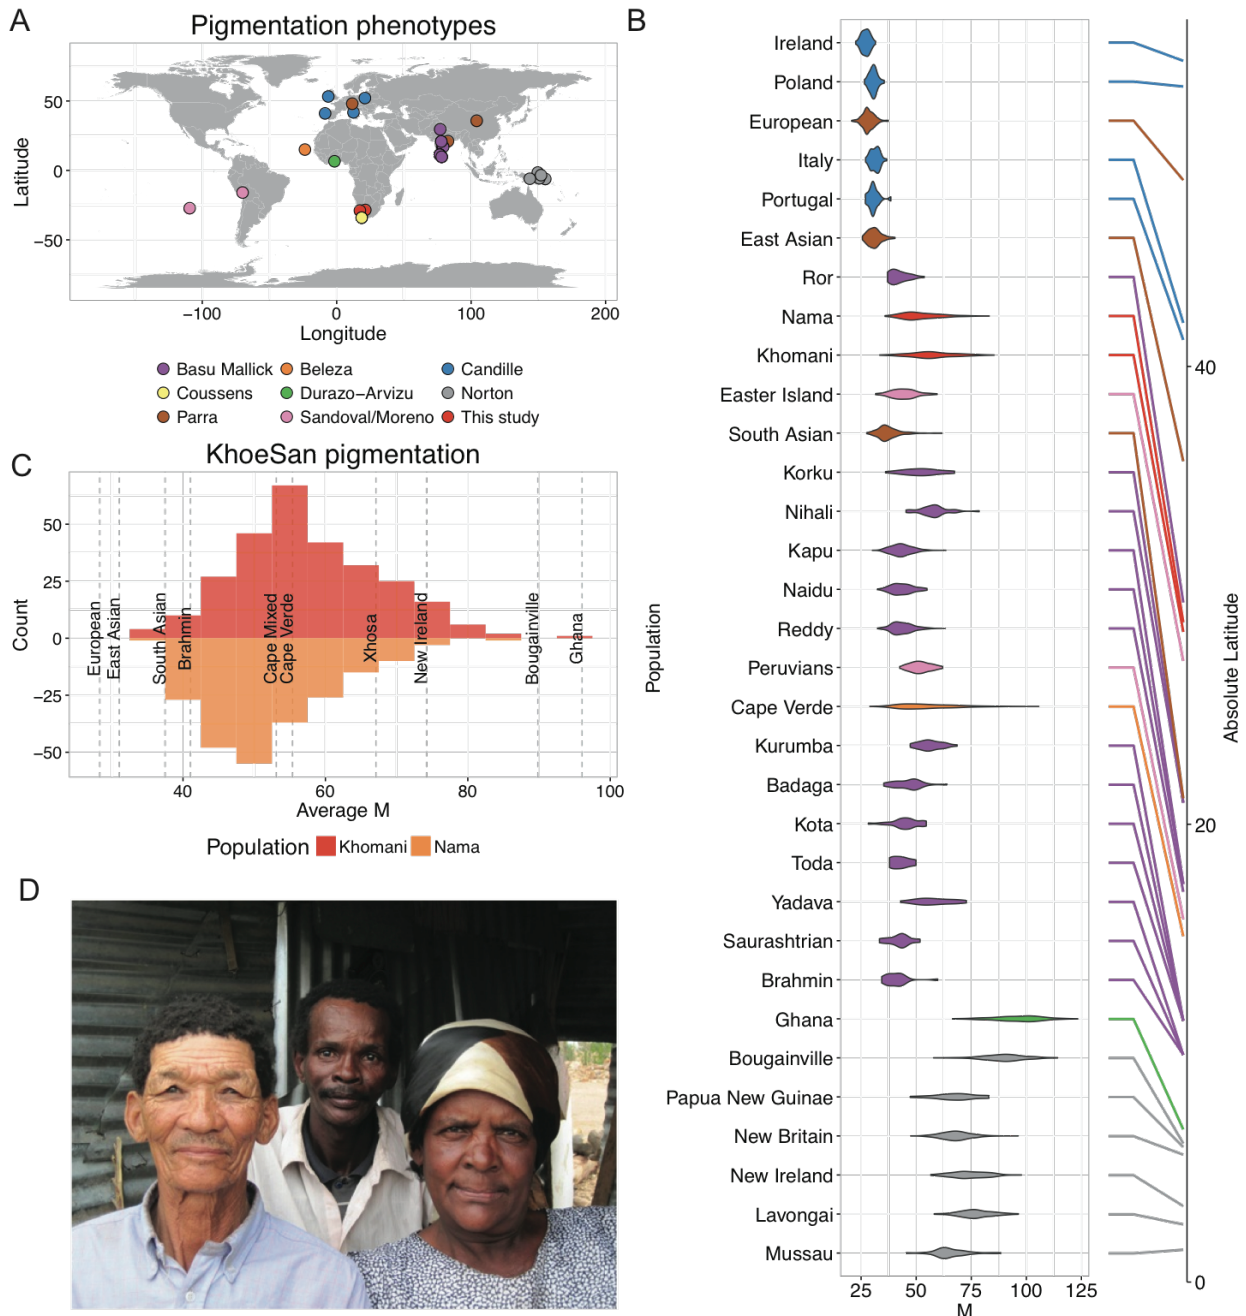 A
Pigmentation phenotypes
Latitude
50
0
−50
−100
0
100
200
Longitude
Basu Mallick
Beleza
Candille
Coussens
Durazo−Arvizu
Norton
Parra
Sandoval/Moreno
This study
C
KhoeSan pigmentation
Count
50
25
0
−25
−50
European
East Asian
South Asian
Brahmin
Cape Mixed
Cape Verde
Xhosa
New Ireland
Bougainville
Ghana
40
60
80
100
Average M
Population
Khomani
Nama
D
B
Population
Ireland
Poland
European
Italy
Portugal
East Asian
Ror
Nama
Khomani
Easter Island
South Asian
Korku
Nihali
Kapu
Naidu
Reddy
Peruvians
Cape Verde
Kurumba
Badaga
Kota
Toda
Yadava
Saurashtrian
Brahmin
Ghana
Bougainville
Papua New Guinae
New Britain
New Ireland
Lavongai
Mussau
25
50
75
100
125
M
40
20
0
Absolute Latitude